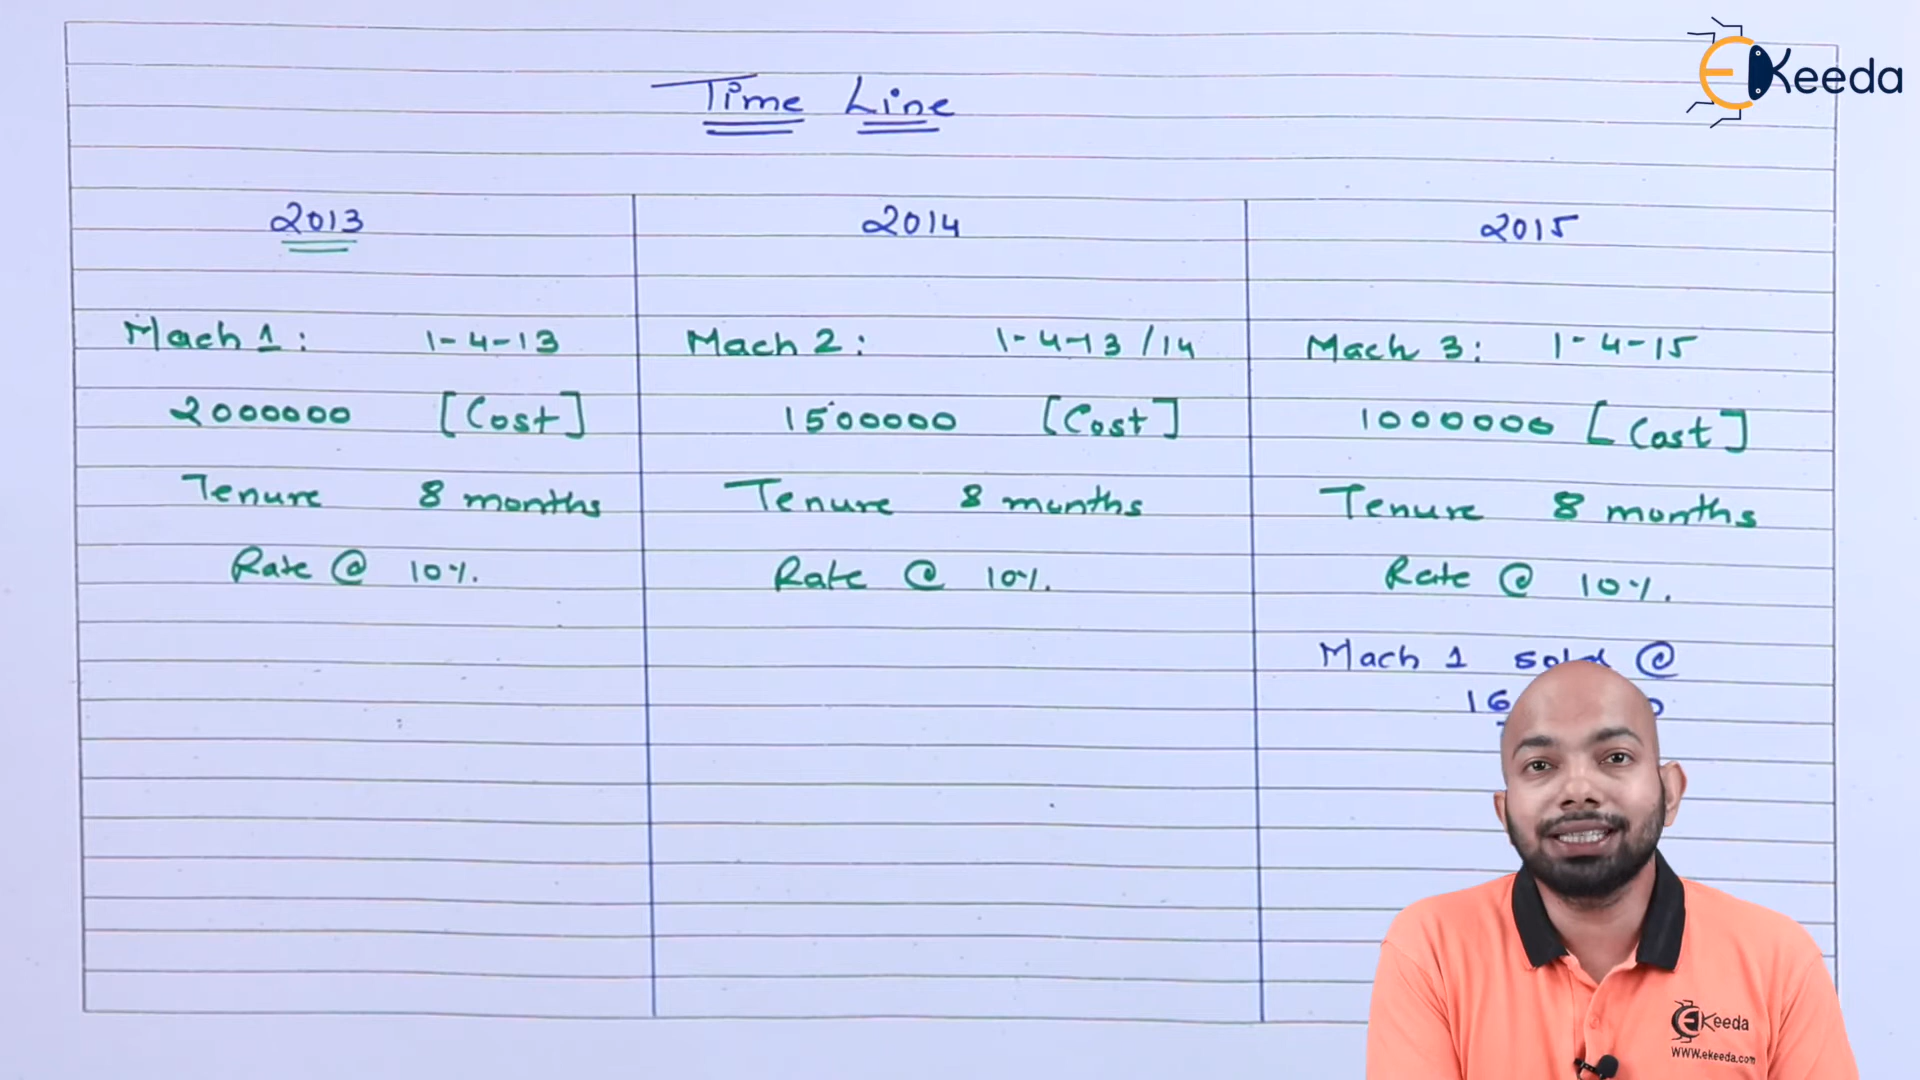 EKeeda
Time Line
2013
Mach 1: 1-4-13
2000000 [Cost]
Tenure 8 months
Rate @ 10%.
2014
Mach 2: 1-4-13/14
1500000 [Cost]
Tenure 8 months
Rate @ 10%.
2015
Mach 3: 1-4-15
1000000 [Cost]
Tenure 8 months
Rate @ 10%.
Mach 1 sold @
EKeeda
www.ekeeda.com